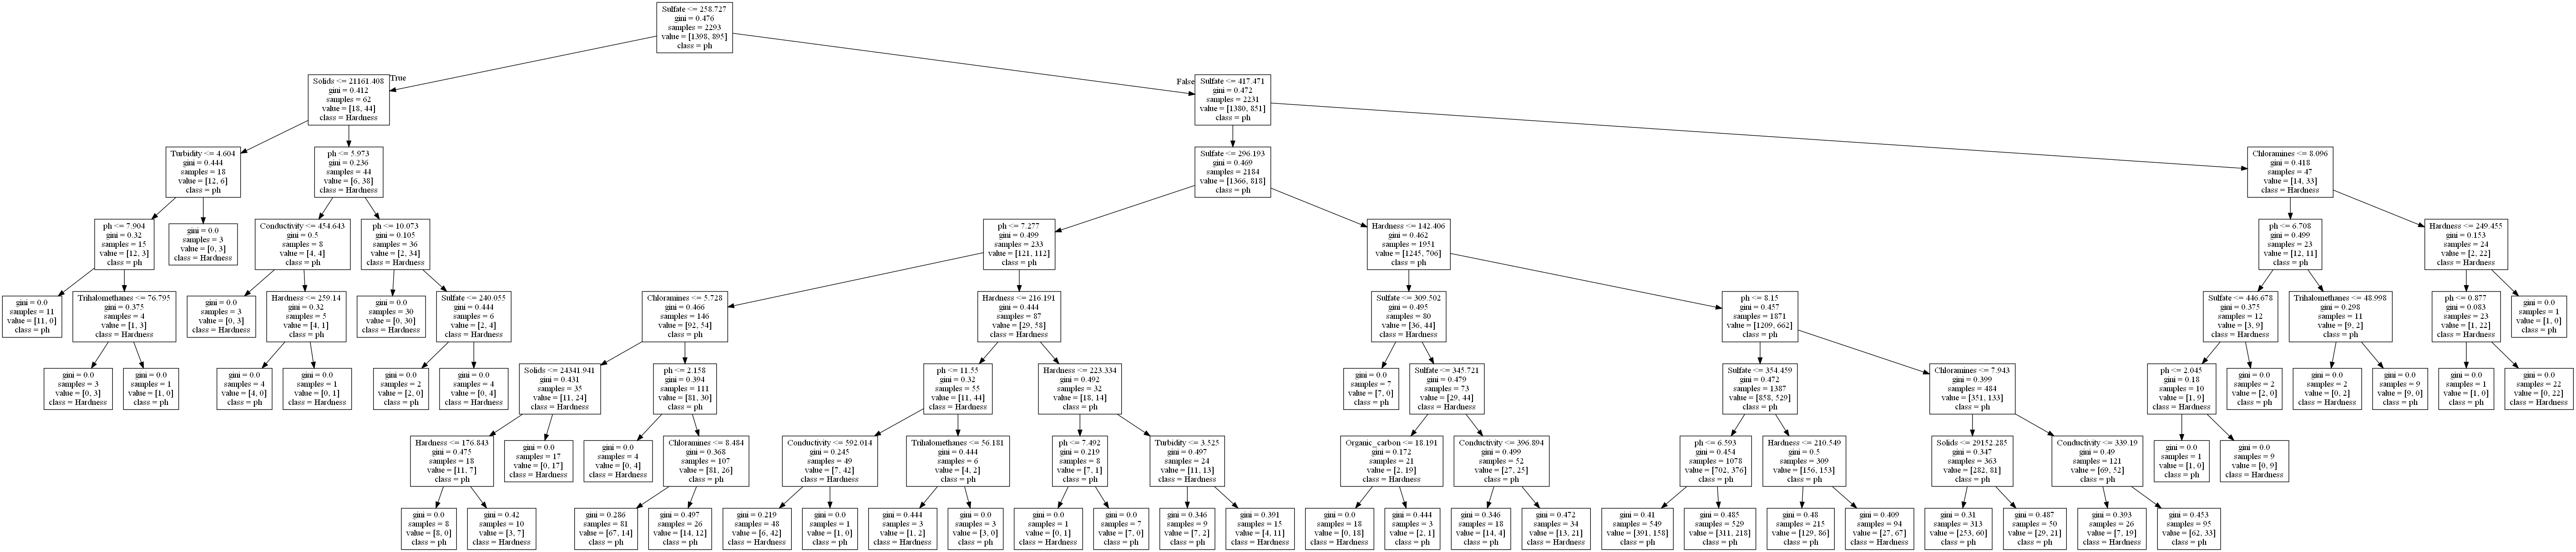 Sulfate <= 258.727
gini = 0.476
samples = 2293
value = [1398, 895]
class = ph
True
False
Solids <= 21161.408
gini = 0.412
samples = 62
value = [18, 44]
class = Hardness
Sulfate <= 417.471
gini = 0.472
samples = 2231
value = [1380, 851]
class = ph
Turbidity <= 4.604
gini = 0.444
samples = 18
value = [12, 6]
class = ph
ph <= 5.973
gini = 0.236
samples = 44
value = [6, 38]
class = Hardness
Sulfate <= 296.193
gini = 0.469
samples = 2184
value = [1366, 818]
class = ph
Chloramines <= 8.096
gini = 0.418
samples = 47
value = [14, 33]
class = Hardness
ph <= 7.904
gini = 0.32
samples = 15
value = [12, 3]
class = ph
gini = 0.0
samples = 3
value = [0, 3]
class = Hardness
Conductivity <= 454.643
gini = 0.5
samples = 8
value = [4, 4]
class = ph
ph <= 10.073
gini = 0.105
samples = 36
value = [2, 34]
class = Hardness
ph <= 7.277
gini = 0.499
samples = 233
value = [121, 112]
class = ph
Hardness <= 142.406
gini = 0.462
samples = 1951
value = [1245, 706]
class = ph
ph <= 6.708
gini = 0.499
samples = 23
value = [12, 11]
class = ph
Hardness <= 249.455
gini = 0.153
samples = 24
value = [2, 22]
class = Hardness
gini = 0.0
samples = 11
value = [11, 0]
class = ph
Trihalomethanes <= 76.795
gini = 0.375
samples = 4
value = [1, 3]
class = Hardness
gini = 0.0
samples = 3
value = [0, 3]
class = Hardness
Hardness <= 259.14
gini = 0.32
samples = 5
value = [4, 1]
class = ph
gini = 0.0
samples = 30
value = [0, 30]
class = Hardness
Sulfate <= 240.055
gini = 0.444
samples = 6
value = [2, 4]
class = Hardness
Chloramines <= 5.728
gini = 0.466
samples = 146
value = [92, 54]
class = ph
Hardness <= 216.191
gini = 0.444
samples = 87
value = [29, 58]
class = Hardness
Sulfate <= 309.502
gini = 0.495
samples = 80
value = [36, 44]
class = Hardness
ph <= 8.15
gini = 0.457
samples = 1871
value = [1209, 662]
class = ph
Sulfate <= 446.678
gini = 0.375
samples = 12
value = [3, 9]
class = Hardness
Trihalomethanes <= 48.998
gini = 0.298
samples = 11
value = [9, 2]
class = ph
ph <= 0.877
gini = 0.083
samples = 23
value = [1, 22]
class = Hardness
gini = 0.0
samples = 1
value = [1, 0]
class = ph
gini = 0.0
samples = 3
value = [0, 3]
class = Hardness
gini = 0.0
samples = 1
value = [1, 0]
class = ph
gini = 0.0
samples = 4
value = [4, 0]
class = ph
gini = 0.0
samples = 1
value = [0, 1]
class = Hardness
gini = 0.0
samples = 2
value = [2, 0]
class = ph
gini = 0.0
samples = 4
value = [0, 4]
class = Hardness
Solids <= 24341.941
gini = 0.431
samples = 35
value = [11, 24]
class = Hardness
ph <= 2.158
gini = 0.394
samples = 111
value = [81, 30]
class = ph
ph <= 11.55
gini = 0.32
samples = 55
value = [11, 44]
class = Hardness
Hardness <= 223.334
gini = 0.492
samples = 32
value = [18, 14]
class = ph
gini = 0.0
samples = 7
value = [7, 0]
class = ph
Sulfate <= 345.721
gini = 0.479
samples = 73
value = [29, 44]
class = Hardness
Sulfate <= 354.459
gini = 0.472
samples = 1387
value = [858, 529]
class = ph
Chloramines <= 7.943
gini = 0.399
samples = 484
value = [351, 133]
class = ph
ph <= 2.045
gini = 0.18
samples = 10
value = [1, 9]
class = Hardness
gini = 0.0
samples = 2
value = [2, 0]
class = ph
gini = 0.0
samples = 2
value = [0, 2]
class = Hardness
gini = 0.0
samples = 9
value = [9, 0]
class = ph
gini = 0.0
samples = 1
value = [1, 0]
class = ph
gini = 0.0
samples = 22
value = [0, 22]
class = Hardness
Hardness <= 176.843
gini = 0.475
samples = 18
value = [11, 7]
class = ph
gini = 0.0
samples = 17
value = [0, 17]
class = Hardness
gini = 0.0
samples = 4
value = [0, 4]
class = Hardness
Chloramines <= 8.484
gini = 0.368
samples = 107
value = [81, 26]
class = ph
Conductivity <= 592.014
gini = 0.245
samples = 49
value = [7, 42]
class = Hardness
Trihalomethanes <= 56.181
gini = 0.444
samples = 6
value = [4, 2]
class = ph
ph <= 7.492
gini = 0.219
samples = 8
value = [7, 1]
class = ph
Turbidity <= 3.525
gini = 0.497
samples = 24
value = [11, 13]
class = Hardness
Organic_carbon <= 18.191
gini = 0.172
samples = 21
value = [2, 19]
class = Hardness
Conductivity <= 396.894
gini = 0.499
samples = 52
value = [27, 25]
class = ph
ph <= 6.593
gini = 0.454
samples = 1078
value = [702, 376]
class = ph
Hardness <= 210.549
gini = 0.5
samples = 309
value = [156, 153]
class = ph
Solids <= 29152.285
gini = 0.347
samples = 363
value = [282, 81]
class = ph
Conductivity <= 339.19
gini = 0.49
samples = 121
value = [69, 52]
class = ph
gini = 0.0
samples = 1
value = [1, 0]
class = ph
gini = 0.0
samples = 9
value = [0, 9]
class = Hardness
gini = 0.0
samples = 8
value = [8, 0]
class = ph
gini = 0.42
samples = 10
value = [3, 7]
class = Hardness
gini = 0.286
samples = 81
value = [67, 14]
class = ph
gini = 0.497
samples = 26
value = [14, 12]
class = ph
gini = 0.219
samples = 48
value = [6, 42]
class = Hardness
gini = 0.0
samples = 1
value = [1, 0]
class = ph
gini = 0.444
samples = 3
value = [1, 2]
class = Hardness
gini = 0.0
samples = 3
value = [3, 0]
class = ph
gini = 0.0
samples = 1
value = [0, 1]
class = Hardness
gini = 0.0
samples = 7
value = [7, 0]
class = ph
gini = 0.346
samples = 9
value = [7, 2]
class = ph
gini = 0.391
samples = 15
value = [4, 11]
class = Hardness
gini = 0.0
samples = 18
value = [0, 18]
class = Hardness
gini = 0.444
samples = 3
value = [2, 1]
class = ph
gini = 0.346
samples = 18
value = [14, 4]
class = ph
gini = 0.472
samples = 34
value = [13, 21]
class = Hardness
gini = 0.41
samples = 549
value = [391, 158]
class = ph
gini = 0.485
samples = 529
value = [311, 218]
class = ph
gini = 0.48
samples = 215
value = [129, 86]
class = ph
gini = 0.409
samples = 94
value = [27, 67]
class = Hardness
gini = 0.31
samples = 313
value = [253, 60]
class = ph
gini = 0.487
samples = 50
value = [29, 21]
class = ph
gini = 0.393
samples = 26
value = [7, 19]
class = Hardness
gini = 0.453
samples = 95
value = [62, 33]
class = ph